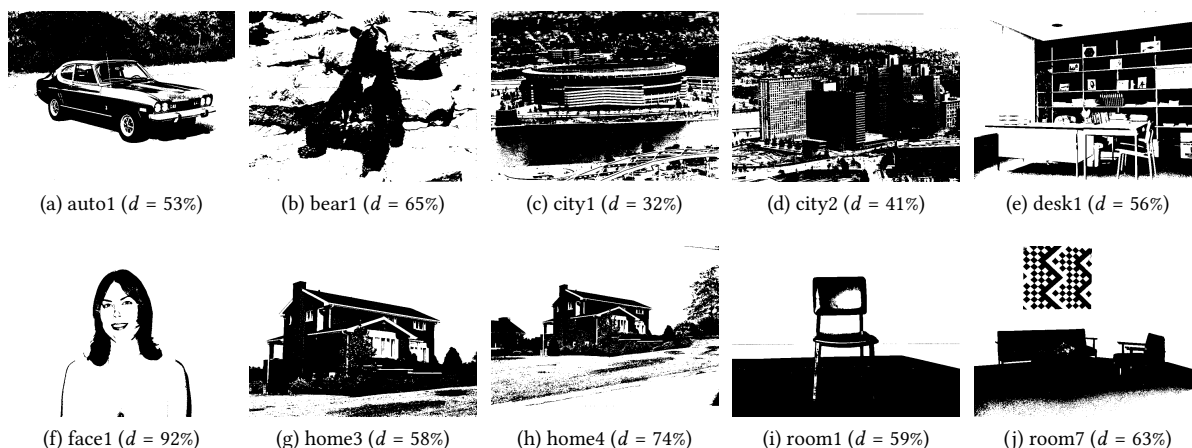 (a) auto1 (d = 53%)
(b) bear1 (d = 65%)
(c) city1 (d = 32%)
(d) city2 (d = 41%)
(e) desk1 (d = 56%)
(f) face1 (d = 92%)
(g) home3 (d = 58%)
(h) home4 (d = 74%)
(i) room1 (d = 59%)
(j) room7 (d = 63%)